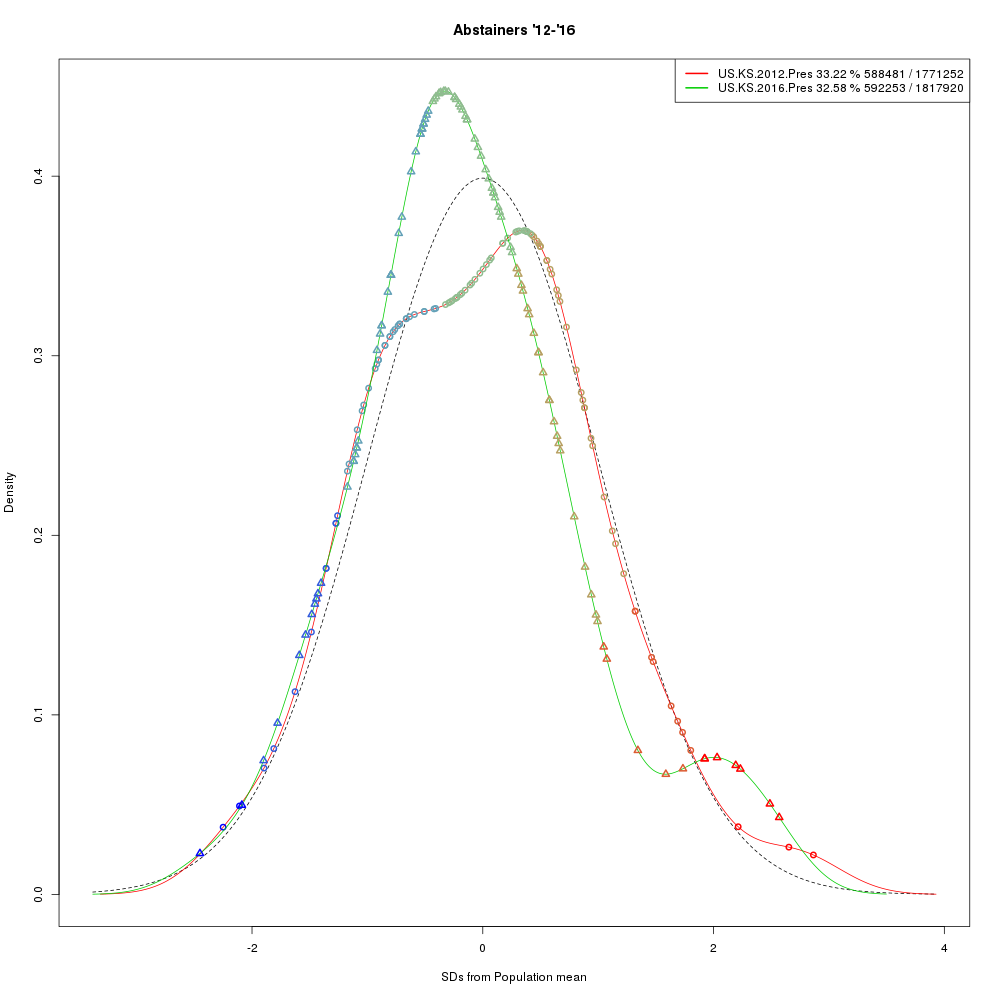 Abstainers '12-'16
US.KS.2012.Pres 33.22 % 588481 / 1771252
US.KS.2016.Pres 32.58 % 592253 / 1817920
Density
0.4
0.3
0.2
0.1
0.0
-2 0 2 4
SDs from Population mean